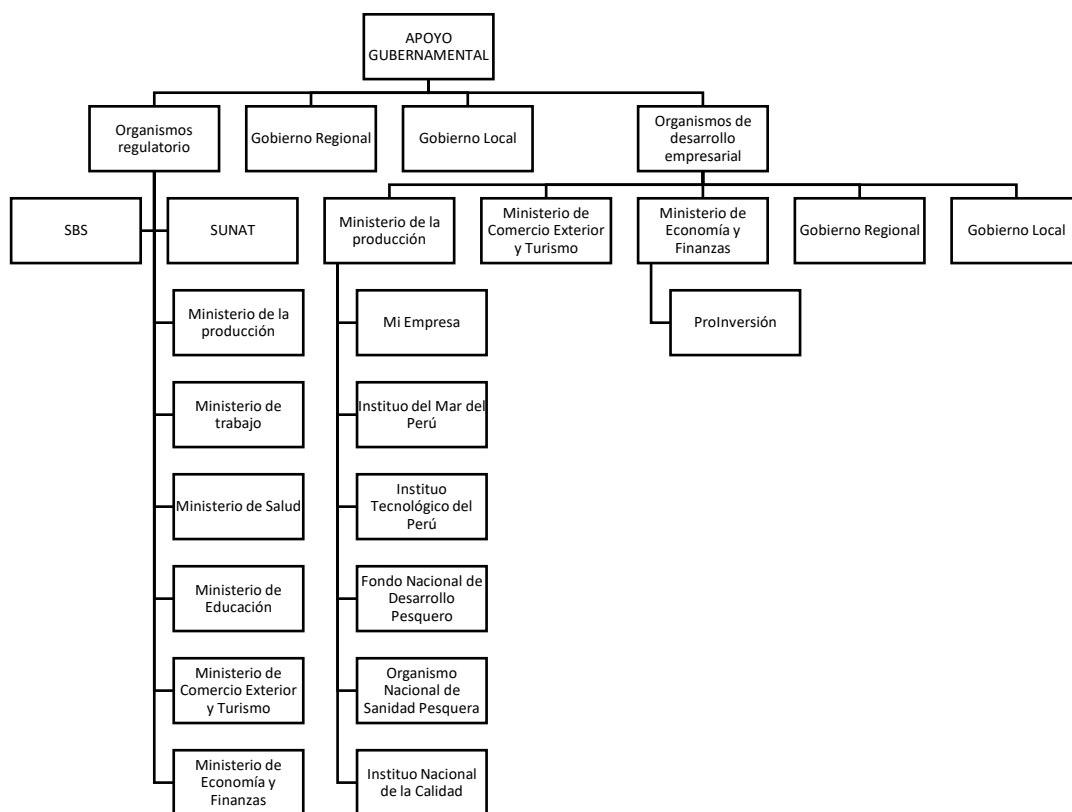 APOYO
GUBERNAMENTAL
Organismos
regulatorio
Gobierno Regional
Gobierno Local
Organismos de
desarrollo
empresarial
SBS
SUNAT
Ministerio de la
producción
Ministerio de
Comercio Exterior
y Turismo
Ministerio de
Economía y
Finanzas
Gobierno Regional
Gobierno Local
Ministerio de la
producción
Ministerio de
trabajo
Ministerio de Salud
Ministerio de
Educación
Ministerio de
Comercio Exterior
y Turismo
Ministerio de
Economía y
Finanzas
Mi Empresa
Instituo del Mar del
Perú
Instituo
Tecnológico del
Perú
Fondo Nacional de
Desarrollo
Pesquero
Organismo
Nacional de
Sanidad Pesquera
Instituo Nacional
de la Calidad
ProInversión